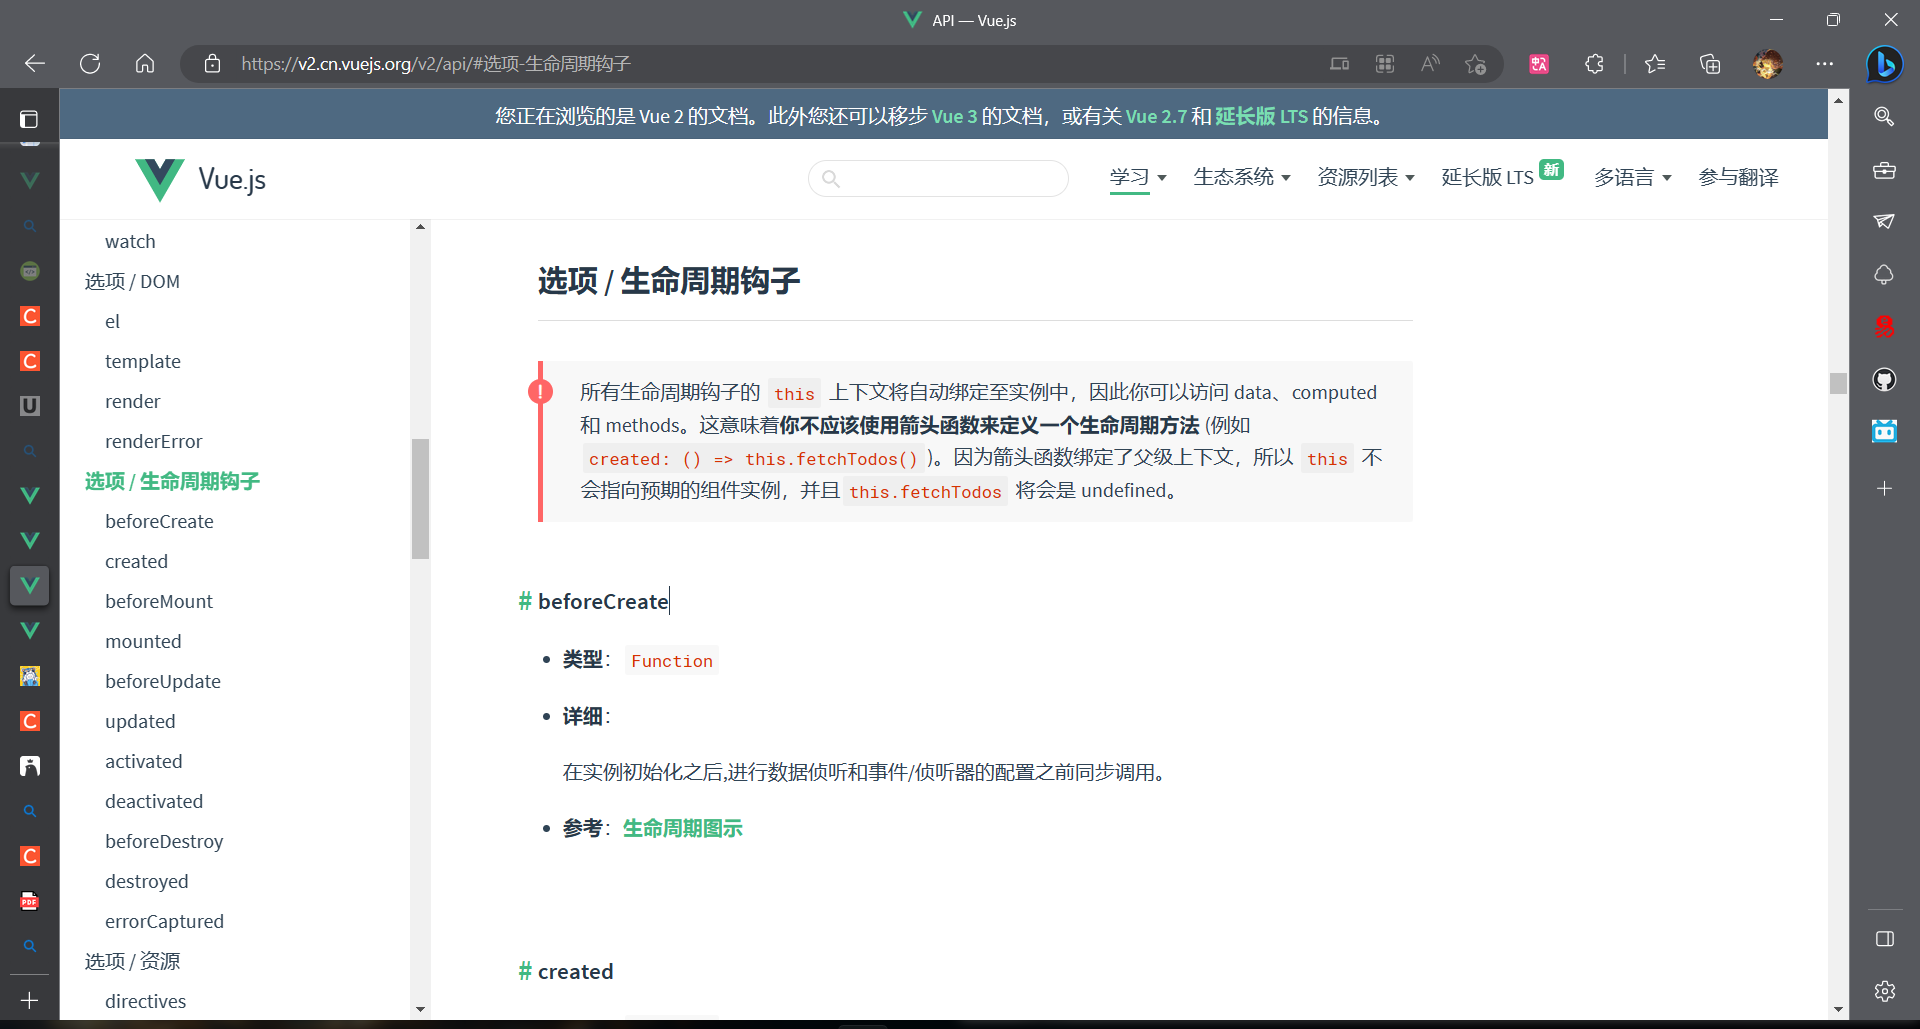 API — Vue.js
https://v2.cn.vuejs.org/v2/api/#选项-生命周期钩子
您正在浏览的是 Vue 2 的文档。此外您还可以移步 Vue 3 的文档，或有关 Vue 2.7 和 延长版 LTS 的信息。
Vue.js
学习
生态系统
资源列表
延长版 LTS 新
多语言
参与翻译
watch
选项 / DOM
el
template
render
renderError
选项 / 生命周期钩子
beforeCreate
created
beforeMount
mounted
beforeUpdate
updated
activated
deactivated
beforeDestroy
destroyed
errorCaptured
选项 / 资源
directives
选项 / 生命周期钩子
所有生命周期钩子的 this 上下文将自动绑定至实例中，因此你可以访问 data、computed
和 methods。这意味着你不应该使用箭头函数来定义一个生命周期方法 (例如
created: () => this.fetchTodos() )。因为箭头函数绑定了父级上下文，所以 this 不
会指向预期的组件实例，并且 this.fetchTodos 将会是 undefined。
# beforeCreate
类型： Function
详细：
在实例初始化之后,进行数据侦听和事件/侦听器的配置之前同步调用。
参考：生命周期图示
# created